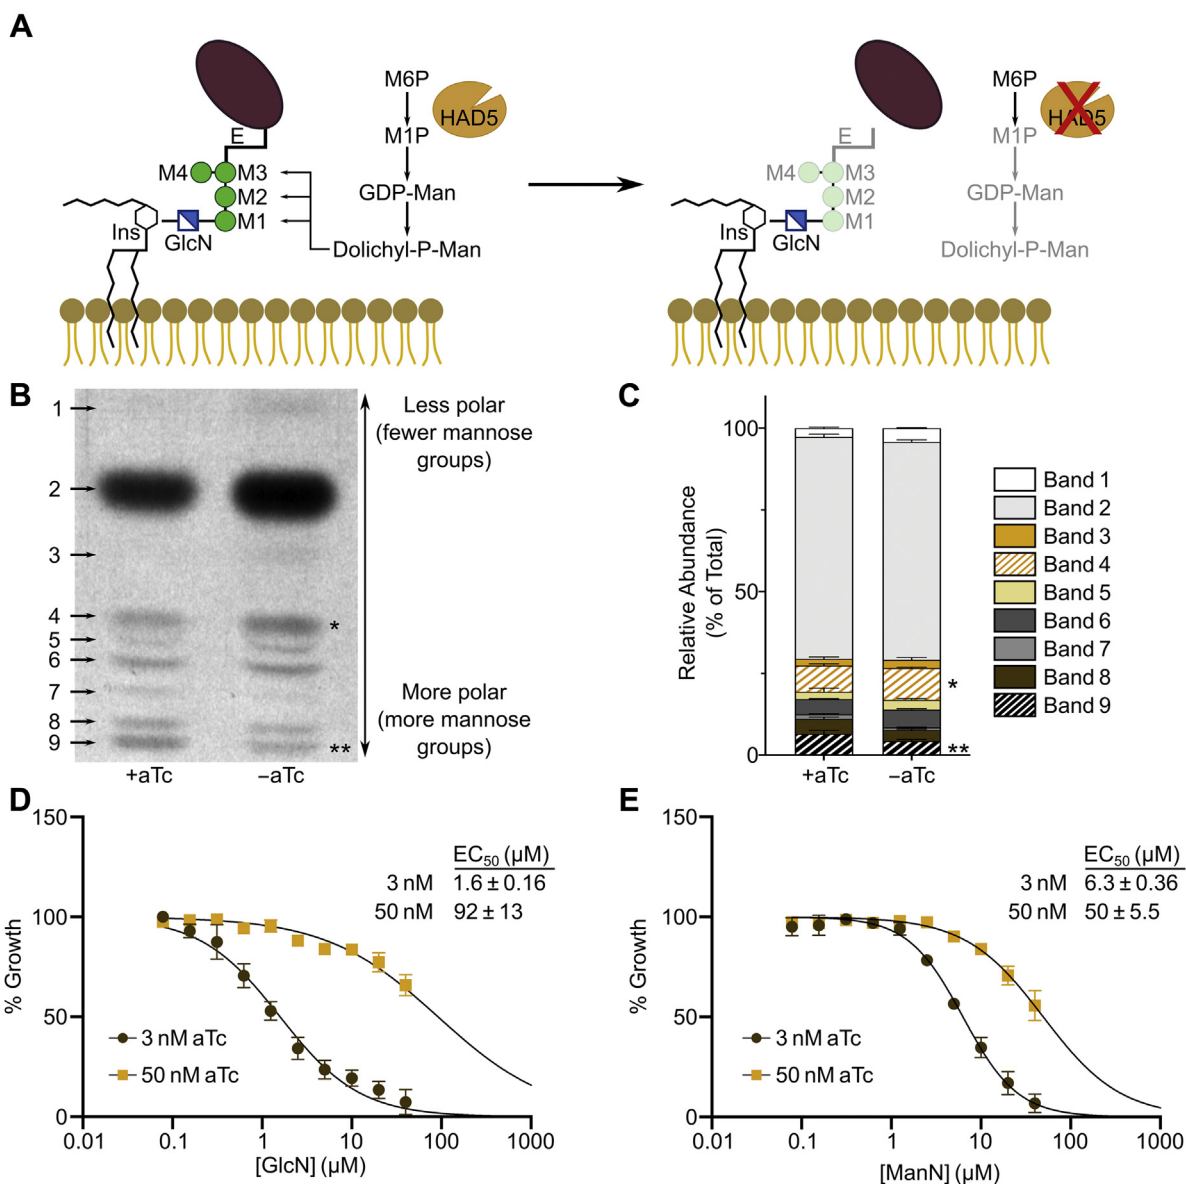 A
M6P
HAD5
M1P
E
M4
M3
M2
M1
GDP-Man
Ins
GlcN
Dolichyl-P-Man
M6P
HAD5
M1P
E
M4
M3
M2
M1
GDP-Man
Ins
GlcN
Dolichyl-P-Man
B
1
2
3
4
5
6
7
8
9
*
**
+aTc
–aTc
Less polar
(fewer mannose
groups)
More polar
(more mannose
groups)
C
Relative Abundance
(% of Total)
100
50
0
*
**
+aTc
–aTc
Band 1
Band 2
Band 3
Band 4
Band 5
Band 6
Band 7
Band 8
Band 9
D
% Growth
150
100
50
0
EC50 (µM)
3 nM 1.6 ± 0.16
50 nM 92 ± 13
3 nM aTc
50 nM aTc
0.01 0.1 1 10 100 1000
[GlcN] (µM)
E
% Growth
150
100
50
0
EC50 (µM)
3 nM 6.3 ± 0.36
50 nM 50 ± 5.5
3 nM aTc
50 nM aTc
0.01 0.1 1 10 100 1000
[ManN] (µM)